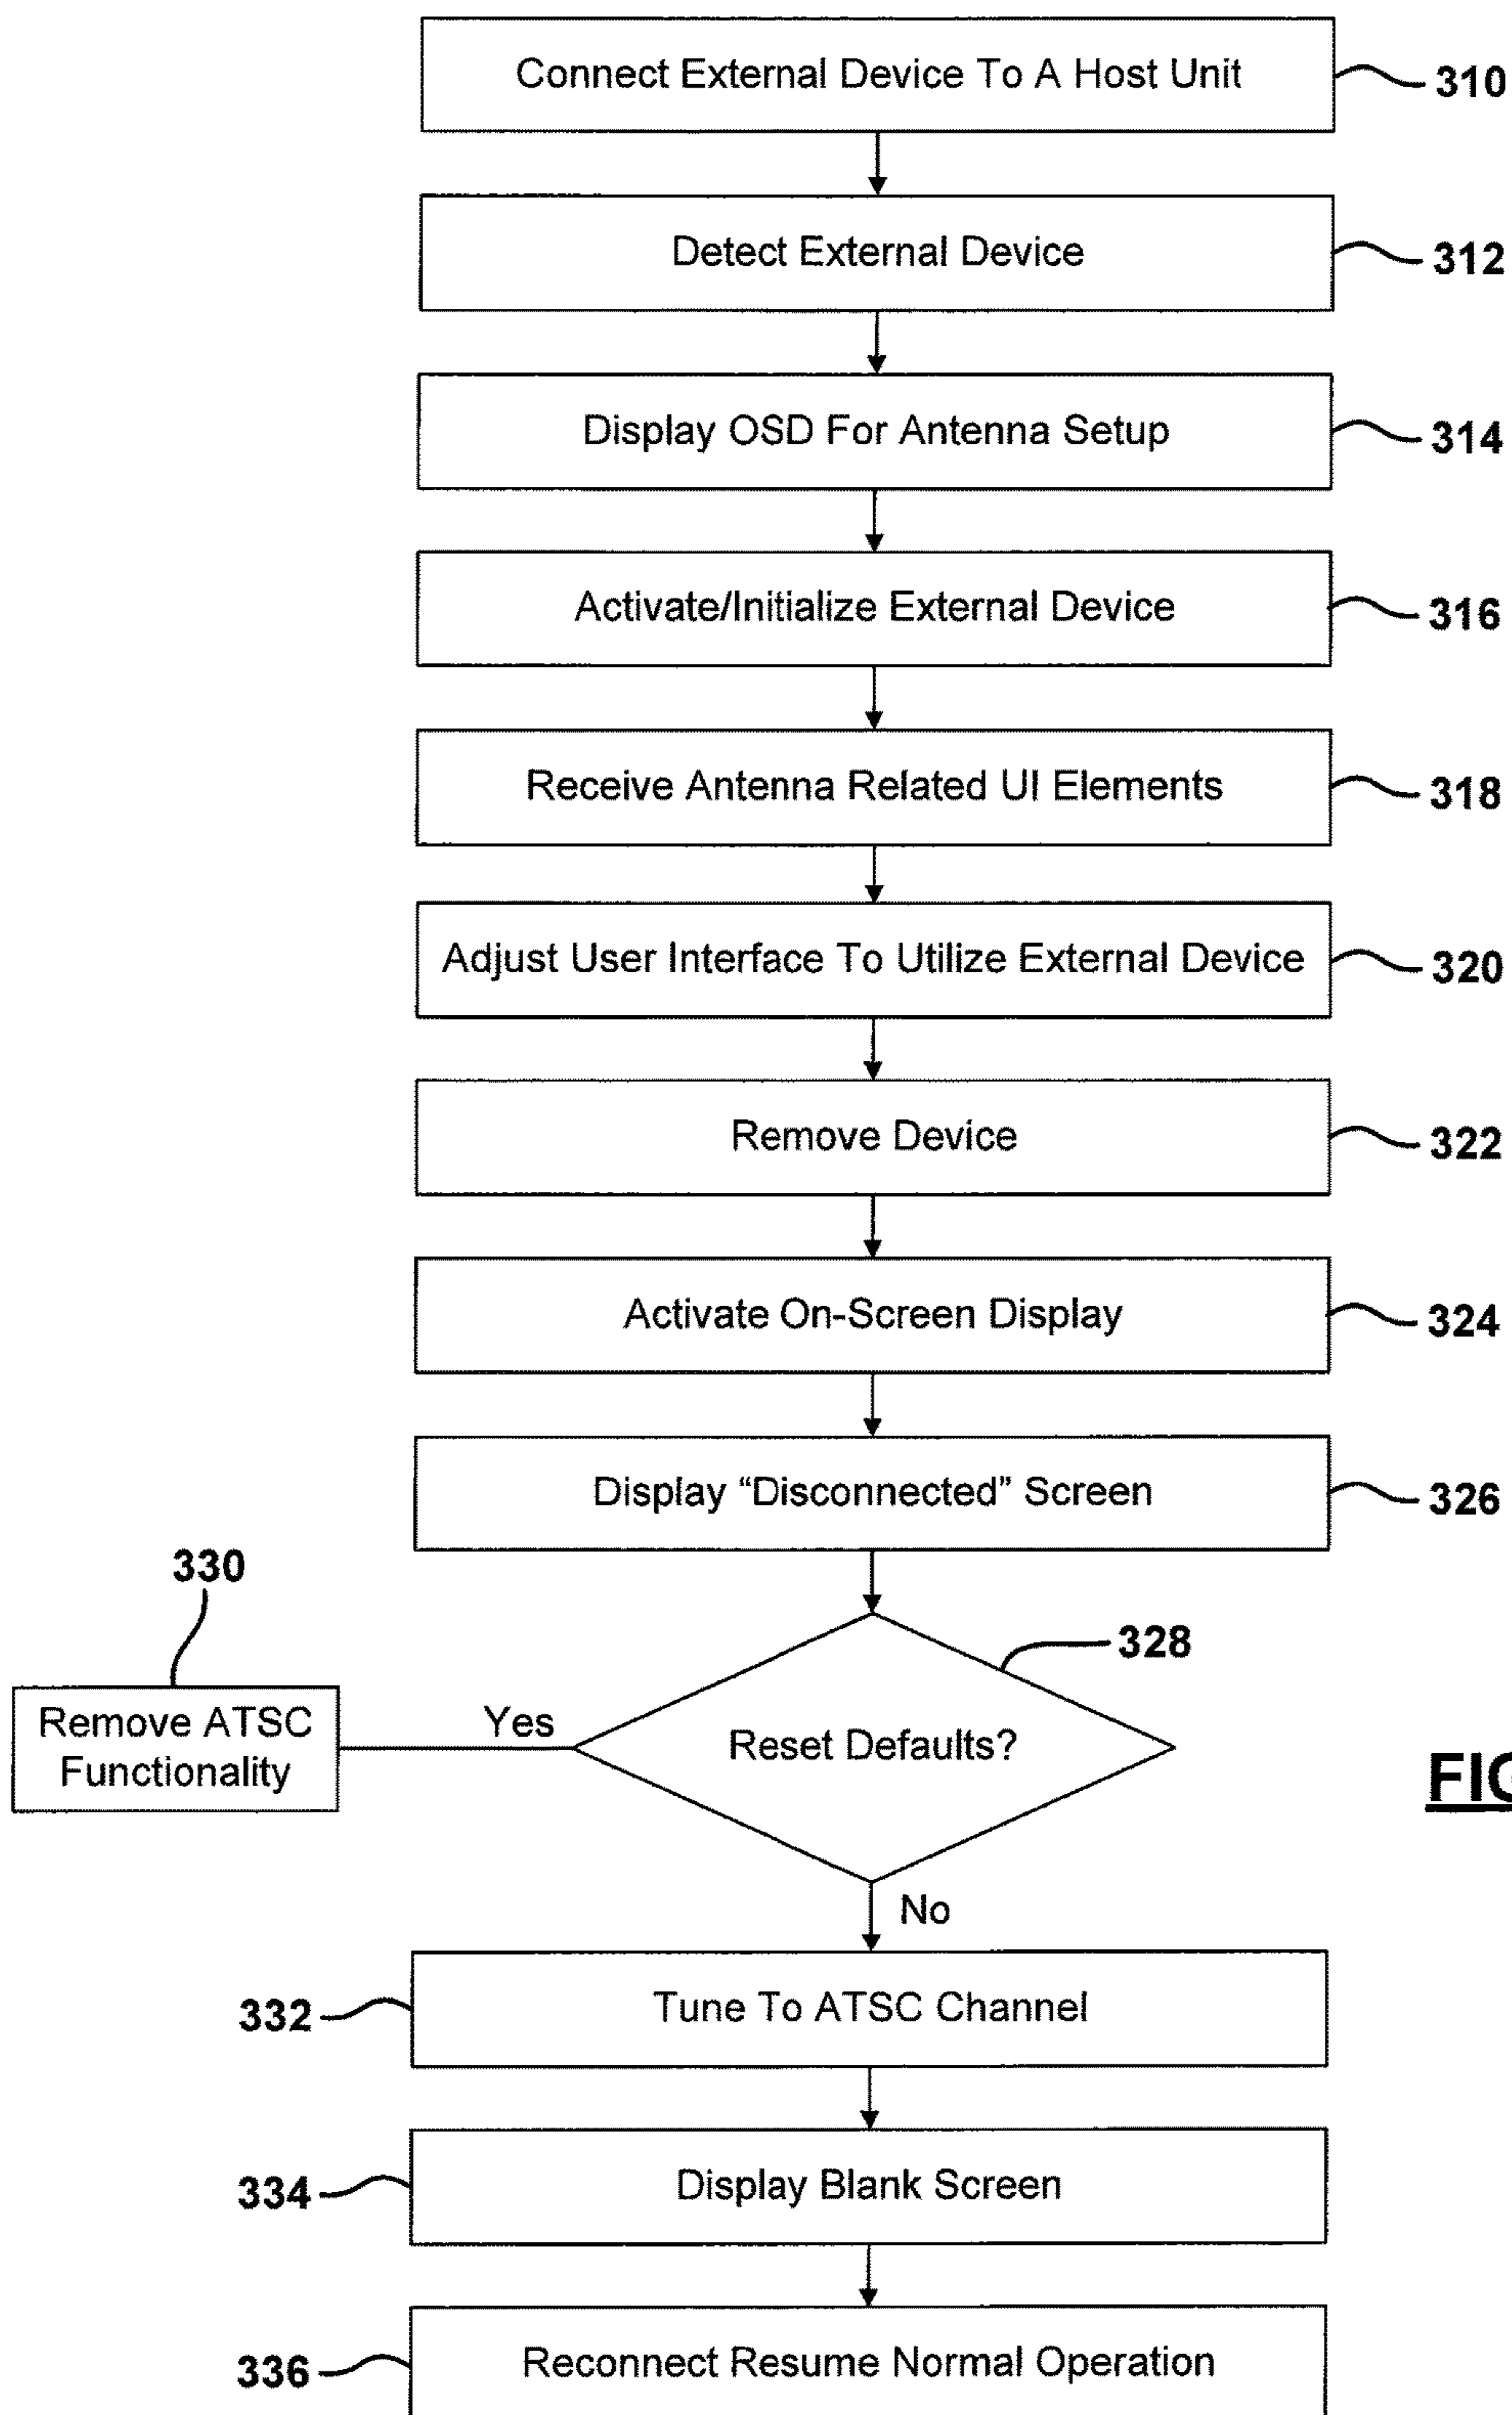 Connect External Device To A Host Unit
310
Detect External Device
312
Display OSD For Antenna Setup
314
Activate/Initialize External Device
316
Receive Antenna Related UI Elements
318
Adjust User Interface To Utilize External Device
320
Remove Device
322
Activate On-Screen Display
324
Display “Disconnected” Screen
326
330
328
Remove ATSC
Functionality
Yes
Reset Defaults?
FIG
No
332
Tune To ATSC Channel
334
Display Blank Screen
336
Reconnect Resume Normal Operation